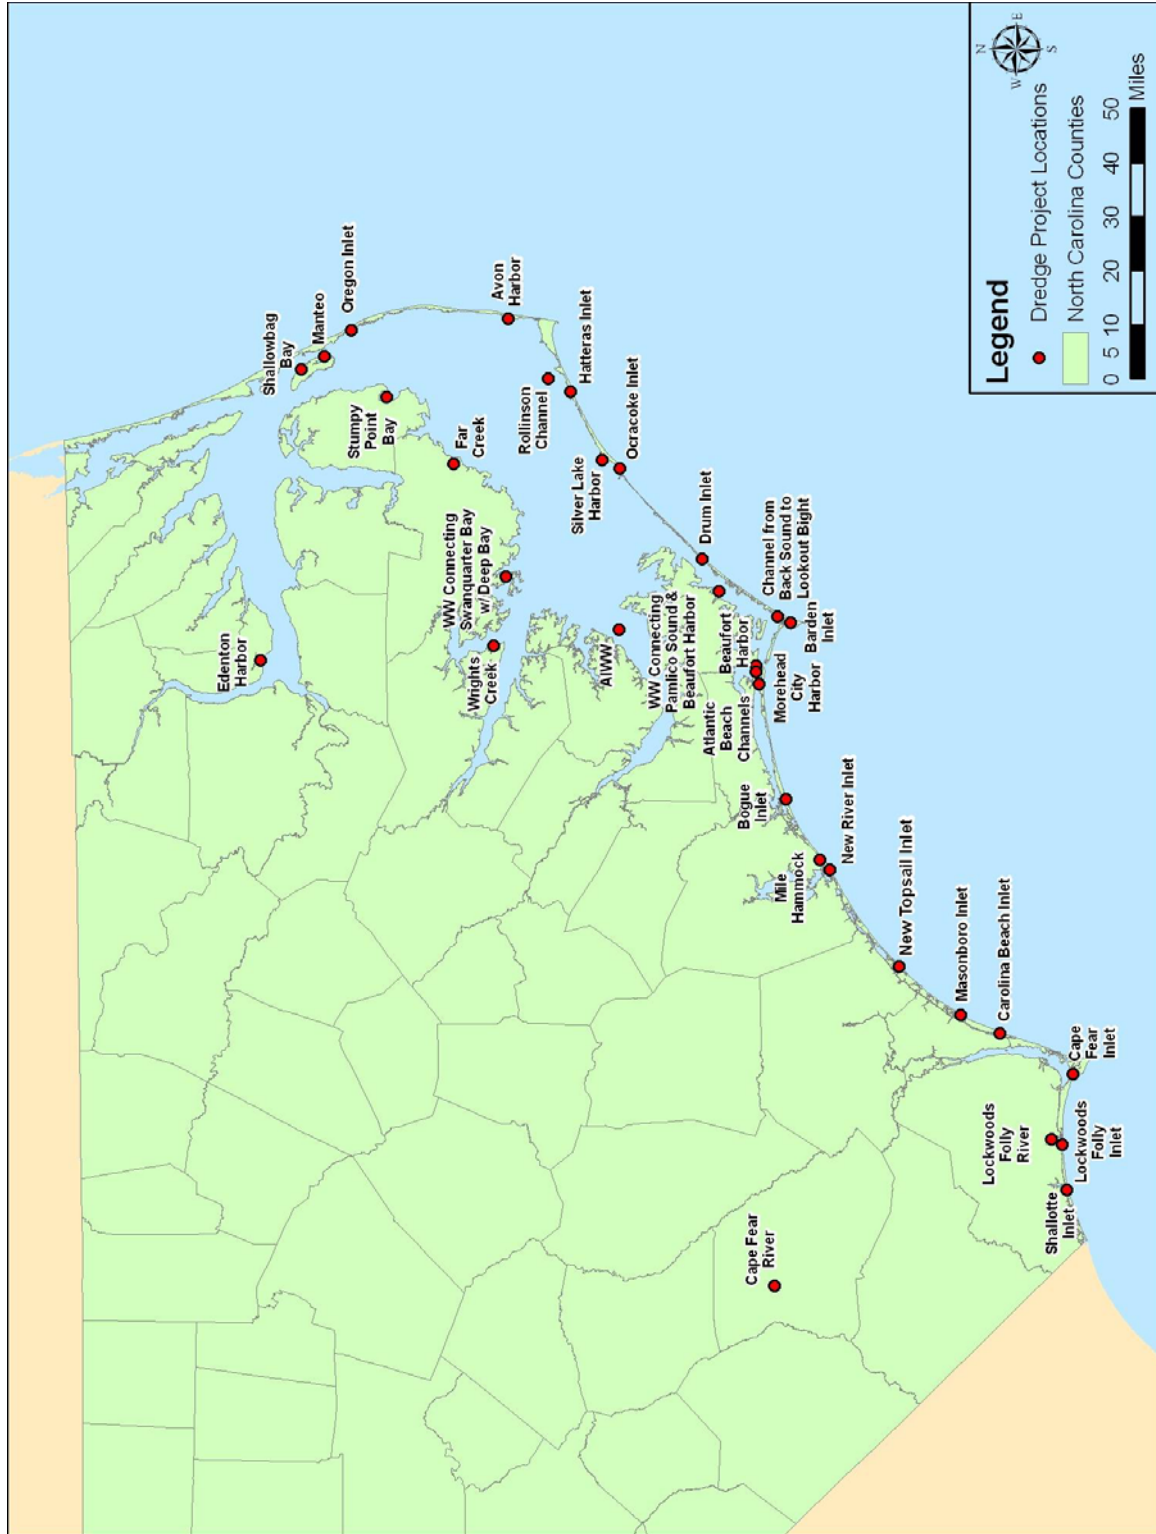 Shallowbag
Bay
Manteo
Oregon Inlet
Stumpy
Point
Bay
Far
Creek
Avon
Harbor
Rollinson
Channel
Hatteras Inlet
Silver Lake
Harbor
Ocracoke Inlet
Edenton
Harbor
WW Connecting
Swanquarter Bay
w/ Deep Bay
Wrights
Creek
AIWW
WW Connecting
Pamlico Sound &
Beaufort Harbor
Drum Inlet
Channel from
Back Sound to
Lookout Bight
Barden
Inlet
Beaufort
Harbor
Morehead
City
Harbor
Atlantic
Beach
Channels
Bogue
Inlet
Mile
Hammock
New River Inlet
New Topsail Inlet
Masonboro Inlet
Carolina Beach Inlet
Cape
Fear
Inlet
Lockwoods
Folly
River
Lockwoods
Folly
Inlet
Shallotte
Inlet
Cape Fear
River
Legend
Dredge Project Locations
North Carolina Counties
0 5 10 20 30 40 50
Miles
N
E
S
W